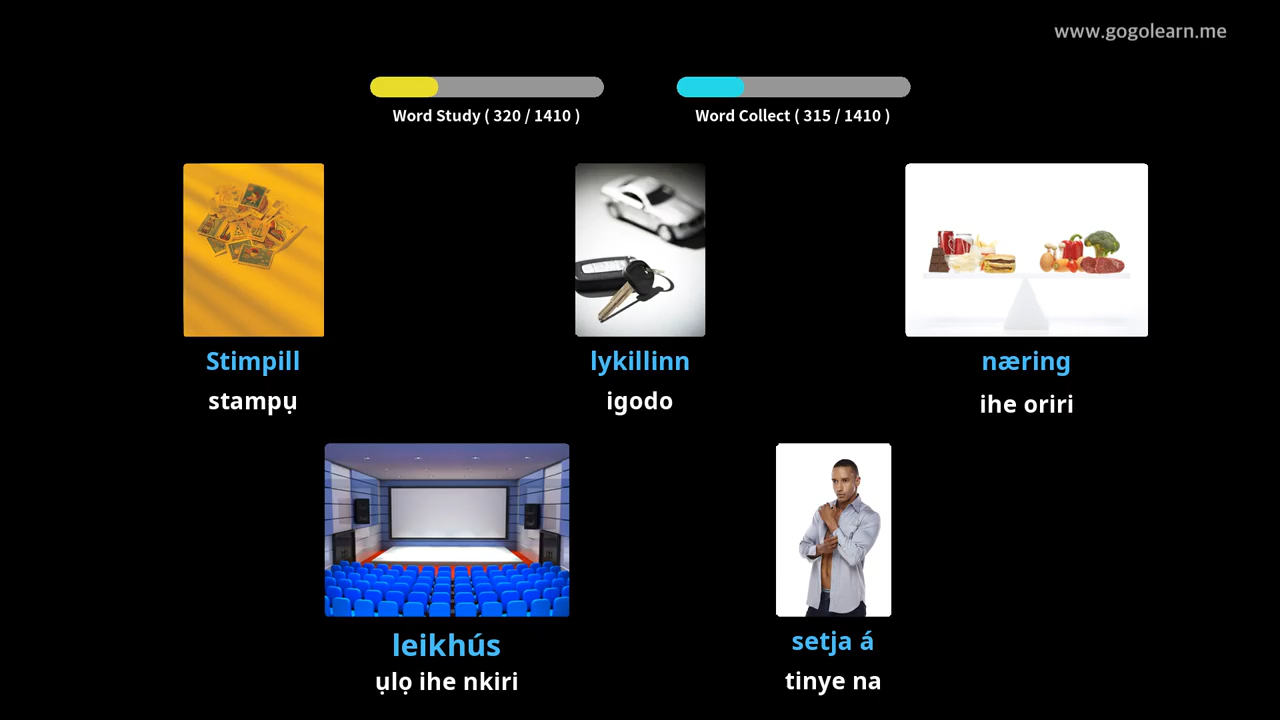 www.gogolearn.me
Word Study ( 320 / 1410 )
Word Collect ( 315 / 1410 )
Stimpill
stampụ
lykillinn
igodo
næring
ihe oriri
leikhús
ụlọ ihe nkiri
setja á
tinye na